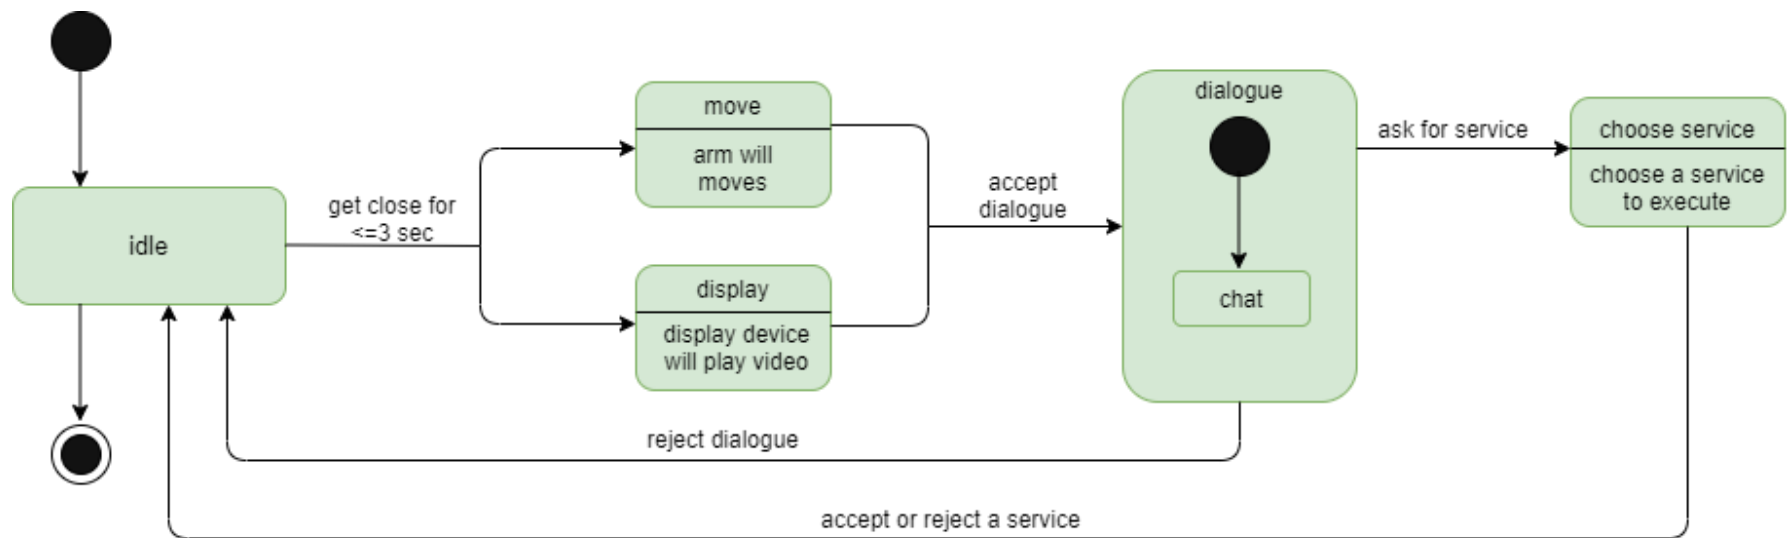 idle
get close for
<=3 sec
move
arm will
moves
display
display device
will play video
accept
dialogue
dialogue
chat
ask for service
choose service
choose a service
to execute
reject dialogue
accept or reject a service